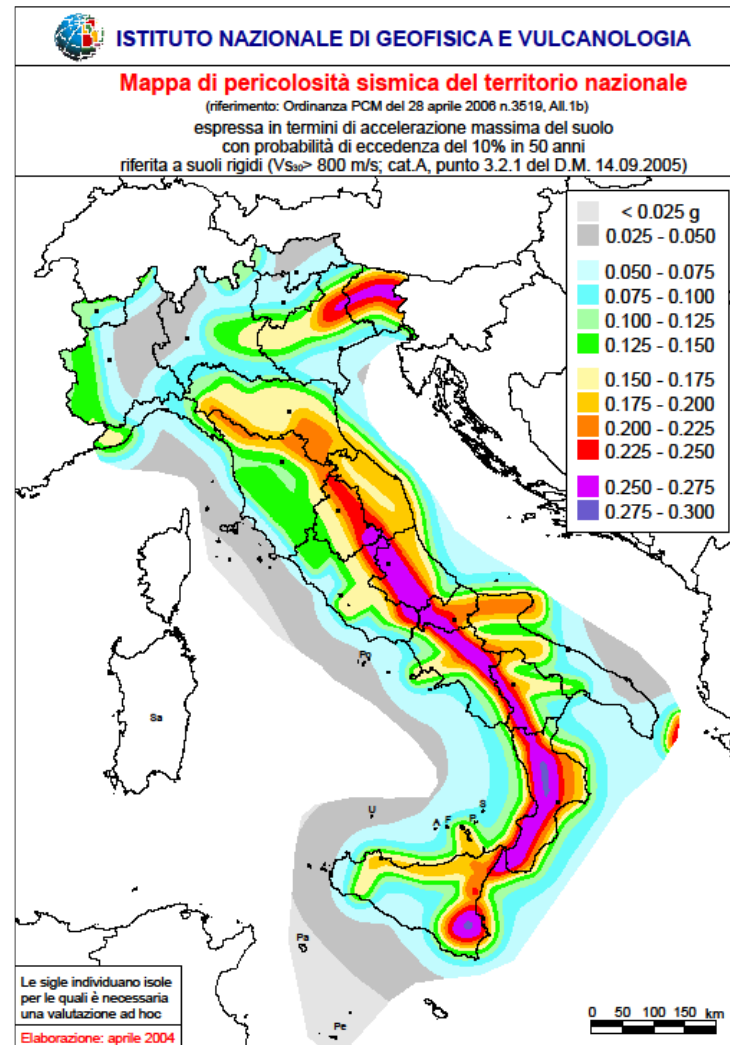 ISTITUTO NAZIONALE DI GEOFISICA E VULCANOLOGIA
Mappa di pericolosità sismica del territorio nazionale
(riferimento: Ordinanza PCM del 28 aprile 2006 n.3519, All.1b)
espressa in termini di accelerazione massima del suolo
con probabilità di eccedenza del 10% in 50 anni
riferita a suoli rigidi (Vs₃₀> 800 m/s; cat.A, punto 3.2.1 del D.M. 14.09.2005)
< 0.025 g
0.025 - 0.050
0.050 - 0.075
0.075 - 0.100
0.100 - 0.125
0.125 - 0.150
0.150 - 0.175
0.175 - 0.200
0.200 - 0.225
0.225 - 0.250
0.250 - 0.275
0.275 - 0.300
Po
Sa
U
A
F
P
S
Pa
Pe
Le sigle individuano isole
per le quali è necessaria
una valutazione ad hoc
Elaborazione: aprile 2004
0 50 100 150 km